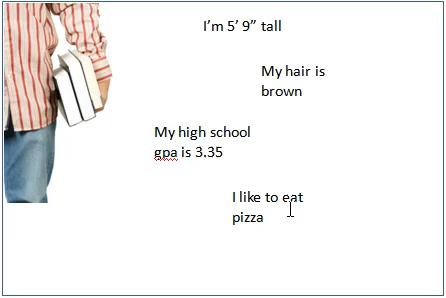 I’m 5’ 9” tall
My hair is
brown
My high school
gpa is 3.35
I like to eat
pizza